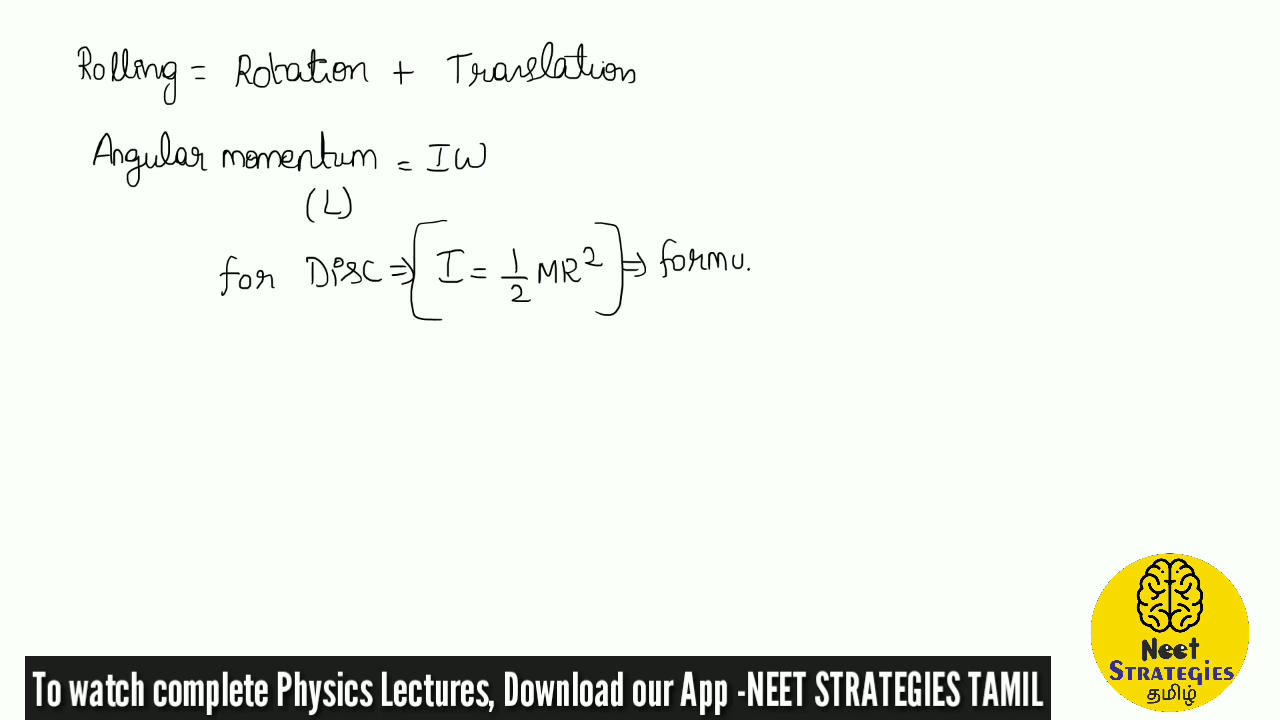 Rolling = Rotation + Translation
Angular momentum = Iω
(L)
for Disc ⇒ [I = 1/2 MR²] ⇒ formu
Neet
STRATEGIES
தமிழ்
To watch complete Physics Lectures, Download our App -NEET STRATEGIES TAMIL